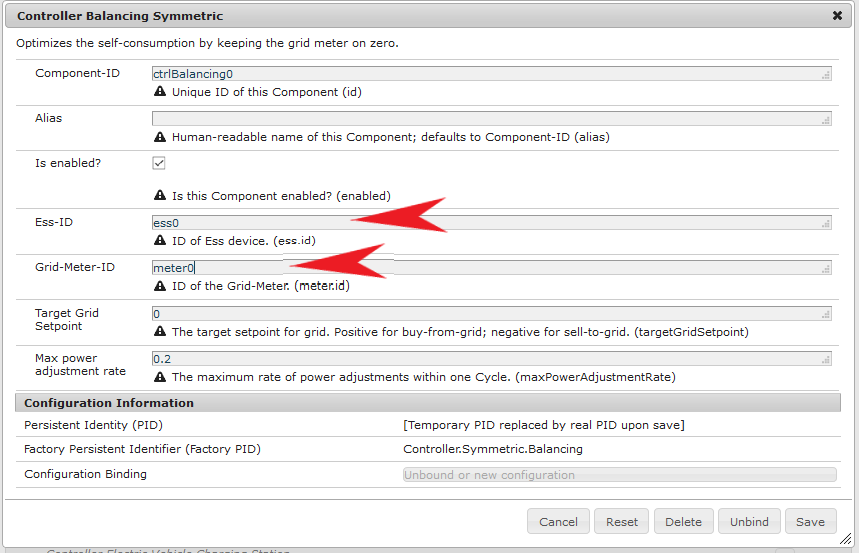 Controller Balancing Symmetric
Optimizes the self-consumption by keeping the grid meter on zero.
Component-ID
ctrlBalancing0
Unique ID of this Component (id)
Alias
Human-readable name of this Component; defaults to Component-ID (alias)
Is enabled?
Is this Component enabled? (enabled)
Ess-ID
ess0
ID of Ess device. (ess.id)
Grid-Meter-ID
meter0
ID of the Grid-Meter. (meter.id)
Target Grid
Setpoint
0
The target setpoint for grid. Positive for buy-from-grid; negative for sell-to-grid. (targetGridSetpoint)
Max power
adjustment rate
0.2
The maximum rate of power adjustments within one Cycle. (maxPowerAdjustmentRate)
Configuration Information
Persistent Identity (PID) [Temporary PID replaced by real PID upon save]
Factory Persistent Identifier (Factory PID) Controller.Symmetric.Balancing
Configuration Binding Unbound or new configuration
Cancel Reset Delete Unbind Save
Controller Electric Vehicle Charging Station